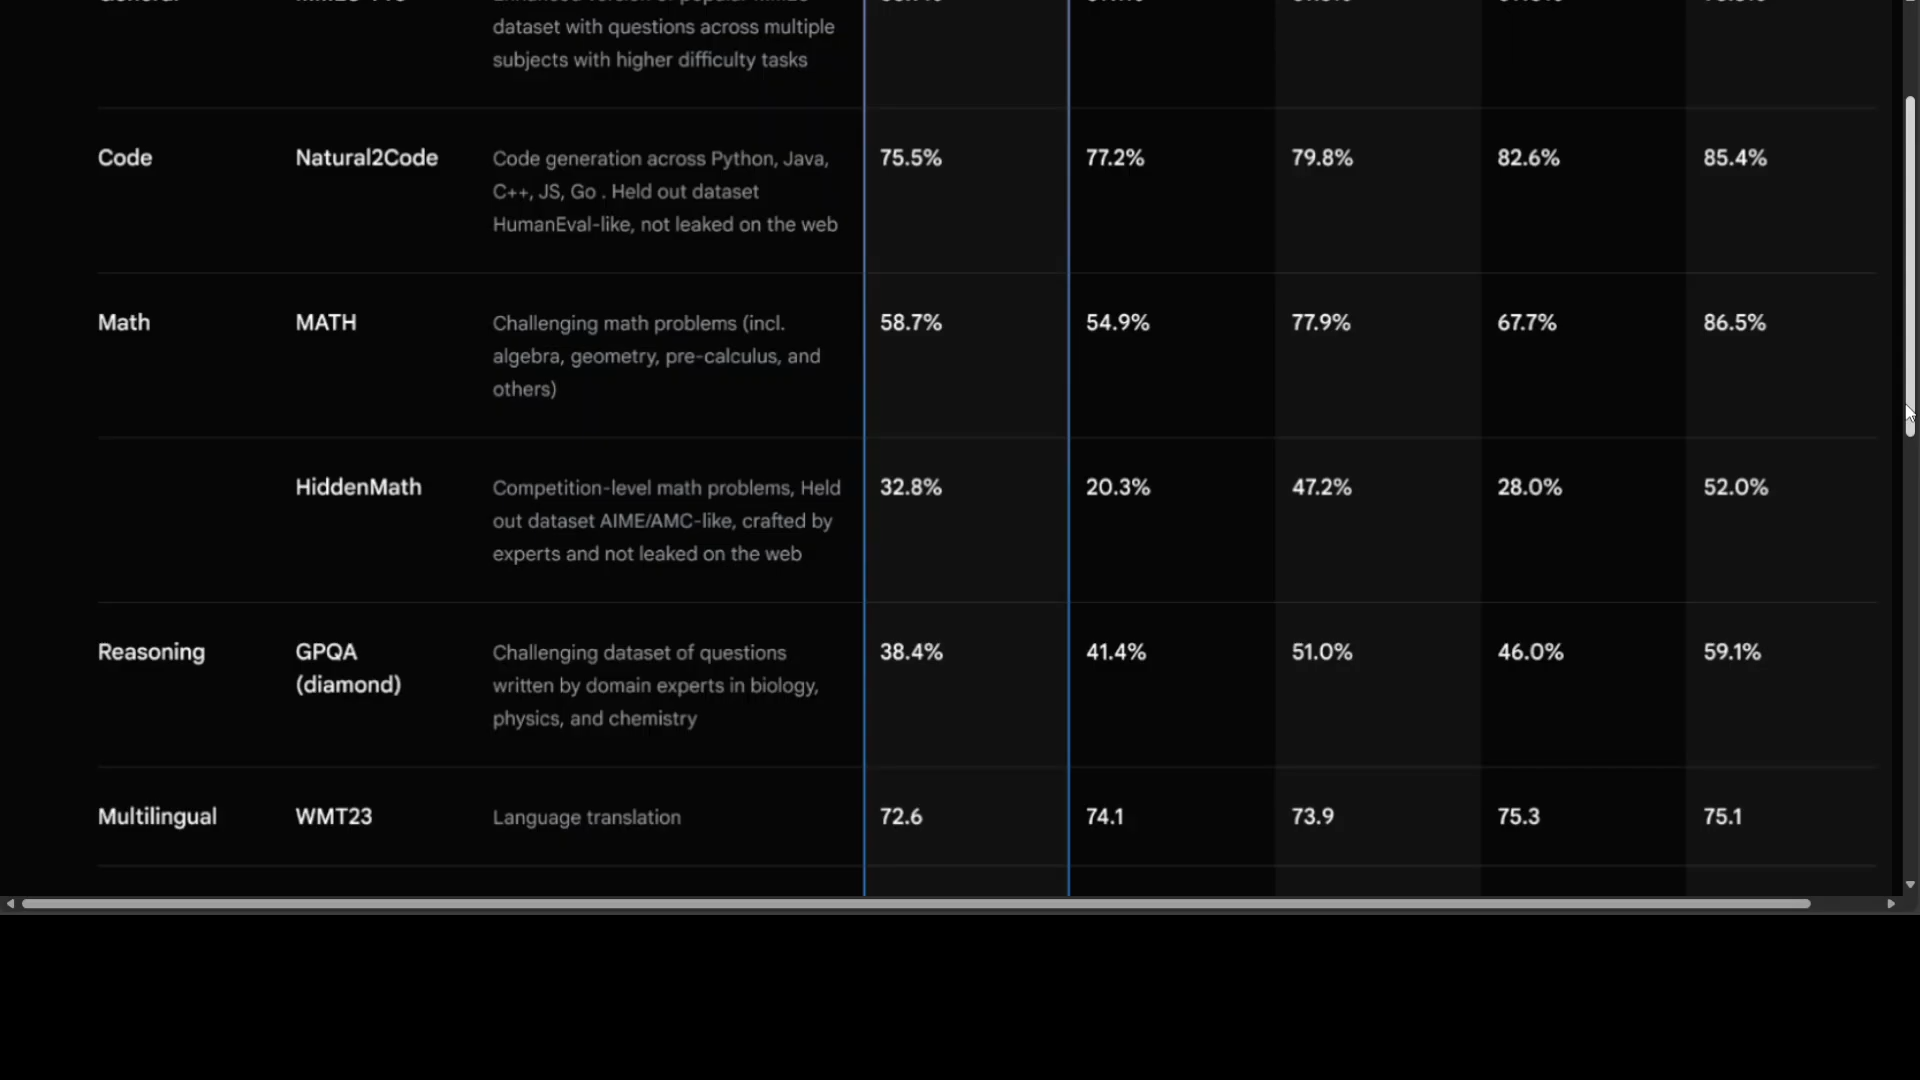 dataset with questions across multiple
subjects with higher difficulty tasks
Code Natural2Code Code generation across Python, Java, 75.5% 77.2% 79.8% 82.6% 85.4%
C++, JS, Go . Held out dataset
HumanEval-like, not leaked on the web
Math MATH Challenging math problems (incl. 58.7% 54.9% 77.9% 67.7% 86.5%
algebra, geometry, pre-calculus, and
others)
HiddenMath Competition-level math problems, Held 32.8% 20.3% 47.2% 28.0% 52.0%
out dataset AIME/AMC-like, crafted by
experts and not leaked on the web
Reasoning GPQA Challenging dataset of questions 38.4% 41.4% 51.0% 46.0% 59.1%
(diamond) written by domain experts in biology,
physics, and chemistry
Multilingual WMT23 Language translation 72.6 74.1 73.9 75.3 75.1